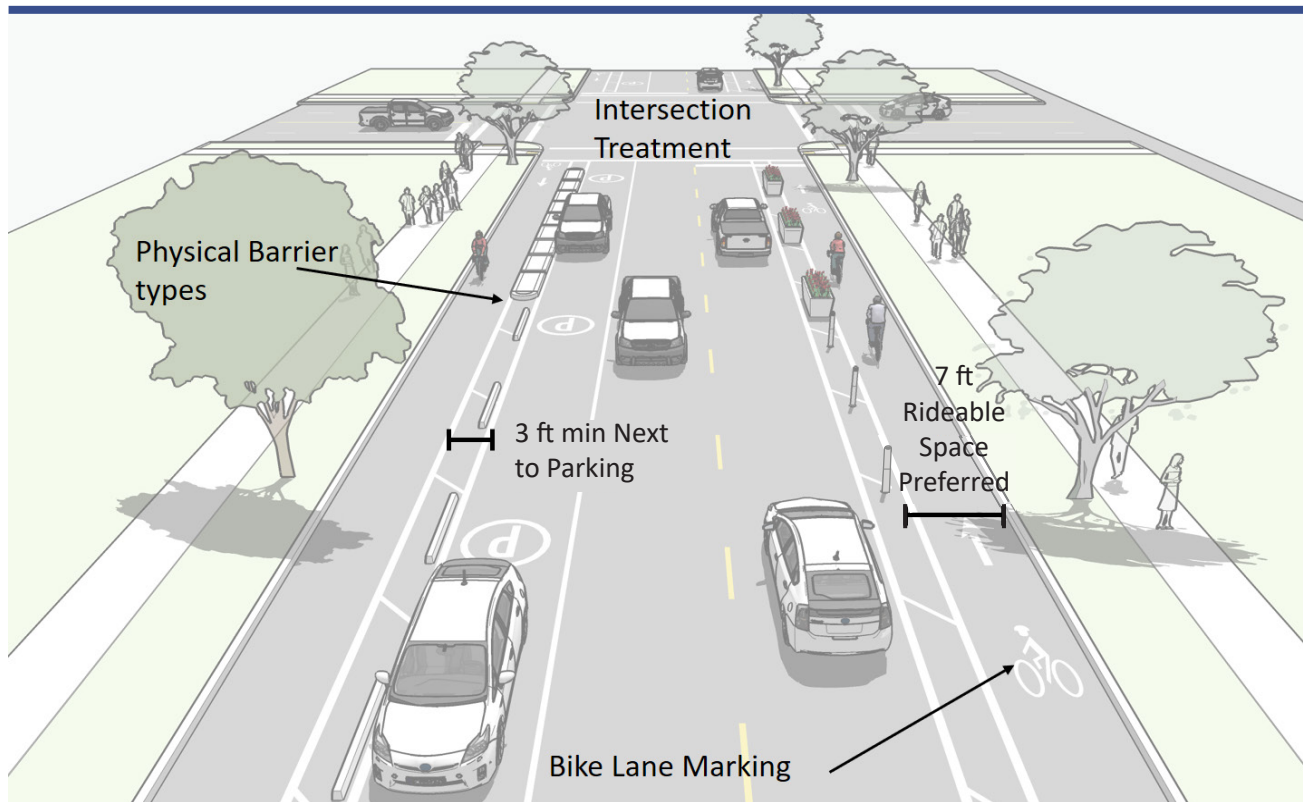 Intersection
Treatment
Physical Barrier
types
P
P
P
7 ft
Rideable
Space
Preferred
3 ft min Next
to Parking
Bike Lane Marking